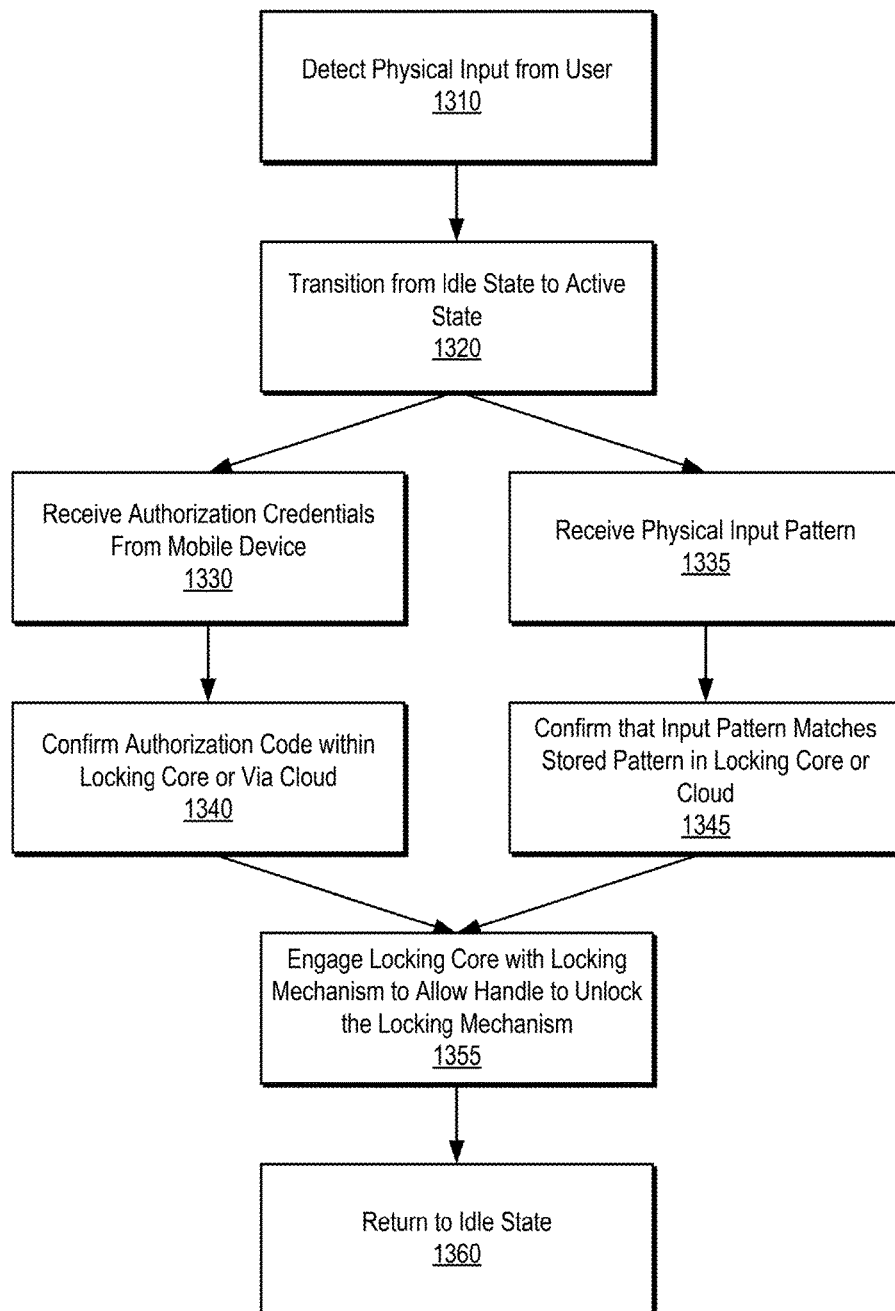 Detect Physical Input from User
1310
Transition from Idle State to Active
State
1320
Receive Authorization Credentials
From Mobile Device
1330
Receive Physical Input Pattern
1335
Confirm Authorization Code within
Locking Core or Via Cloud
1340
Confirm that Input Pattern Matches
Stored Pattern in Locking Core or
Cloud
1345
Engage Locking Core with Locking
Mechanism to Allow Handle to Unlock
the Locking Mechanism
1355
Return to Idle State
1360